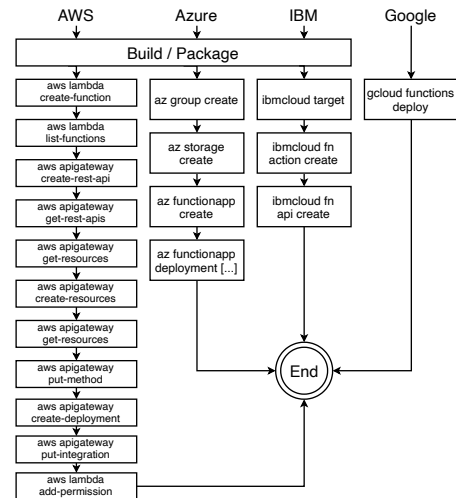 AWS
Azure
IBM
Google
Build / Package
aws lambda
create-function
aws lambda
list-functions
aws apigateway
create-rest-api
aws apigateway
get-rest-apis
aws apigateway
get-resources
aws apigateway
create-resources
aws apigateway
get-resources
aws apigateway
put-method
aws apigateway
create-deployment
aws apigateway
put-integration
aws lambda
add-permission
az group create
az storage
create
az functionapp
create
az functionapp
deployment [...]
ibmcloud target
ibmcloud fn
action create
ibmcloud fn
api create
gcloud functions
deploy
End